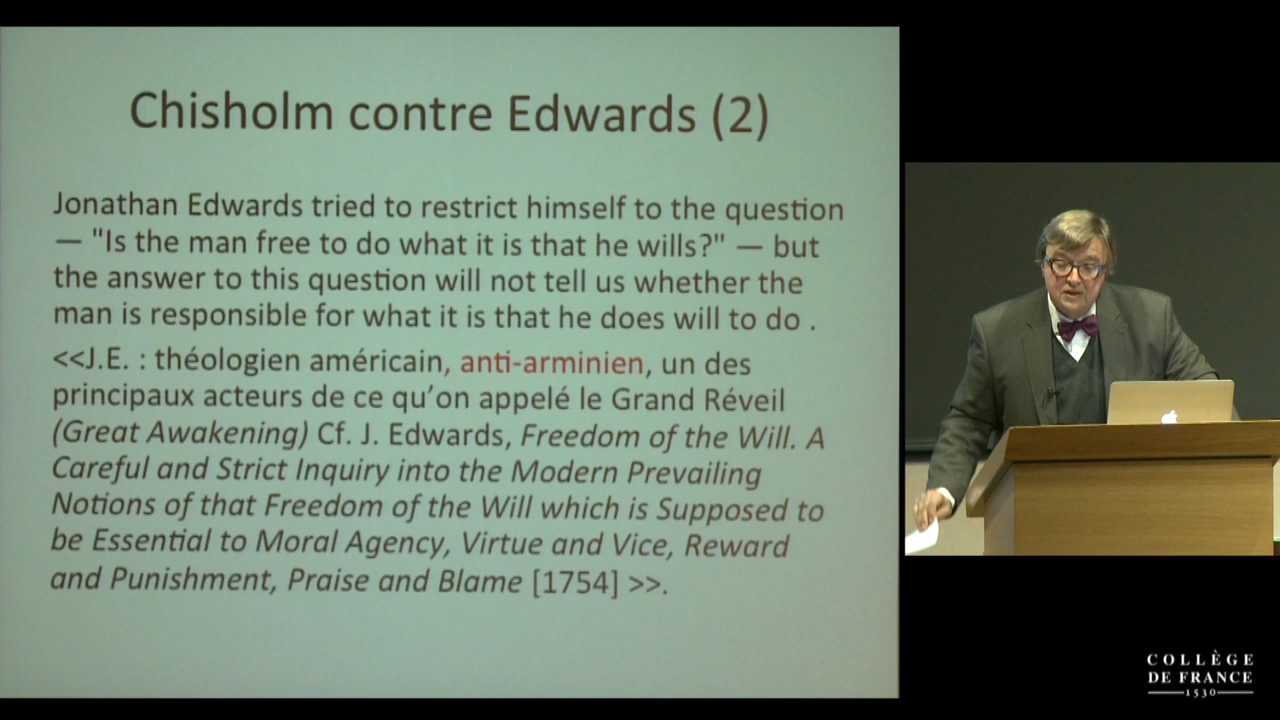 Chisholm contre Edwards (2)
Jonathan Edwards tried to restrict himself to the question
— "Is the man free to do what it is that he wills?" — but
the answer to this question will not tell us whether the
man is responsible for what it is that he does will to do .
<<J.E. : théologien américain, anti-arminien, un des
principaux acteurs de ce qu’on appelé le Grand Réveil
(Great Awakening) Cf. J. Edwards, Freedom of the Will. A
Careful and Strict Inquiry into the Modern Prevailing
Notions of that Freedom of the Will which is Supposed to
be Essential to Moral Agency, Virtue and Vice, Reward
and Punishment, Praise and Blame [1754] >>.
COLLÈGE
DE FRANCE
1530